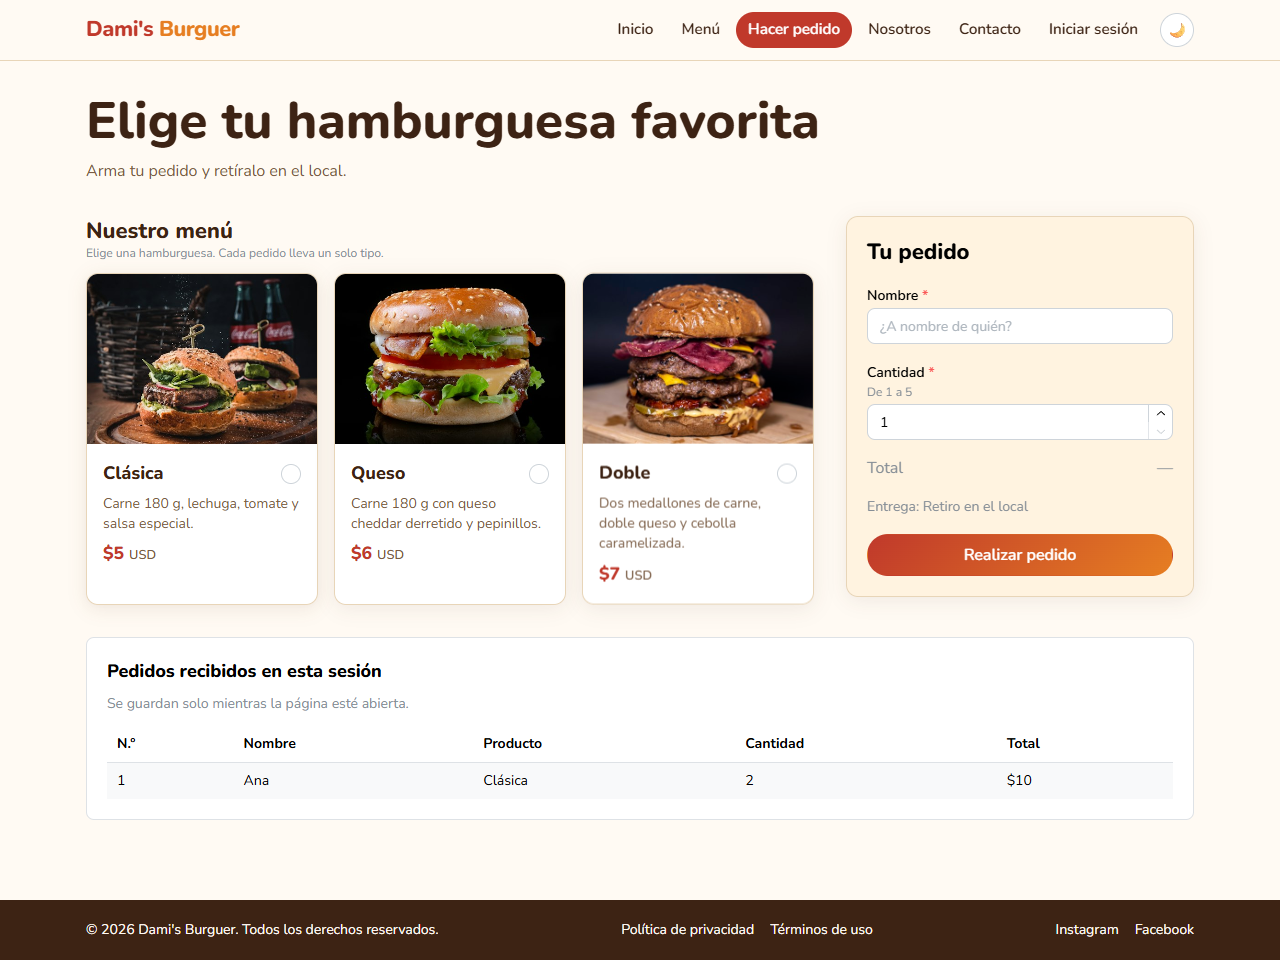 Dami's Burguer
Inicio
Menú
Hacer pedido
Nosotros
Contacto
Iniciar sesión
Elige tu hamburguesa favorita
Arma tu pedido y retíralo en el local.
Nuestro menú
Elige una hamburguesa. Cada pedido lleva un solo tipo.
Coca-Cola
Clásica
Carne 180 g, lechuga, tomate y
salsa especial.
$5 USD
Queso
Carne 180 g con queso
cheddar derretido y pepinillos.
$6 USD
Doble
Dos medallones de carne,
doble queso y cebolla
caramelizada.
$7 USD
Tu pedido
Nombre *
¿A nombre de quién?
Cantidad *
De 1 a 5
1
Total —
Entrega: Retiro en el local
Realizar pedido
Pedidos recibidos en esta sesión
Se guardan solo mientras la página esté abierta.
N.º Nombre Producto Cantidad Total
1 Ana Clásica 2 $10
© 2026 Dami's Burguer. Todos los derechos reservados.
Política de privacidad
Términos de uso
Instagram
Facebook